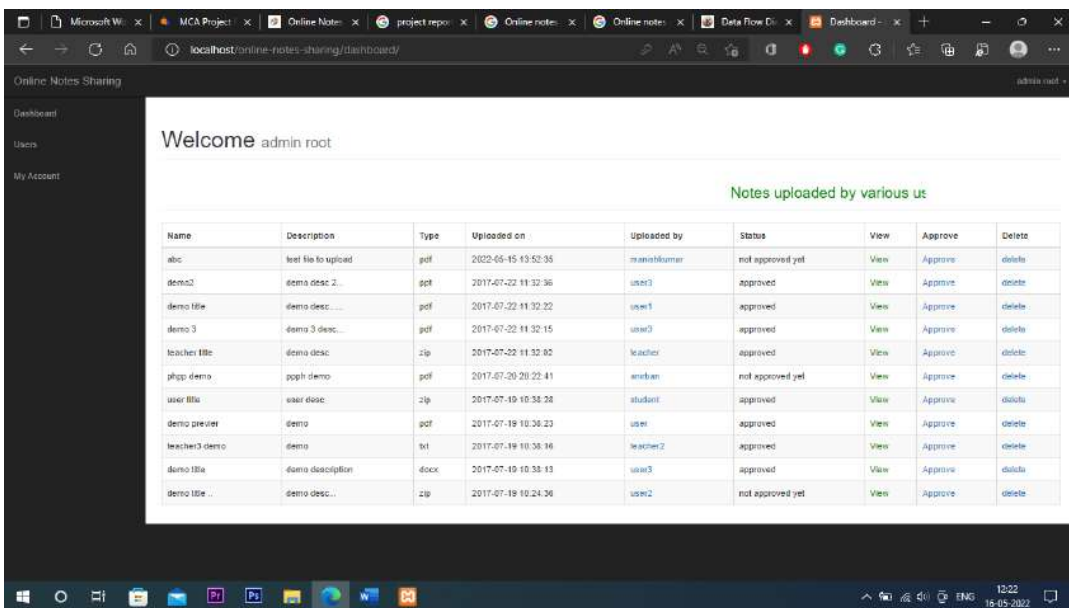 Microsoft W
MCA Project
Online Notes
project repor
Online notes
Online notes
Data Flow Di
Dashboard -
localhost/online-notes-sharing/dashboard/
Online Notes Sharing
admin root
Dashboard
Users
My Account
Welcome admin root
Notes uploaded by various us
Name Description Type Uploaded on Uploaded by Status View Approve Delete
abc test file to upload pdf 2022-05-15 13:52:35 manishkumar not approved yet View Approve delete
demo2 demo desc 2... ppt 2017-07-22 11:32:36 user3 approved View Approve delete
demo title demo desc...... pdf 2017-07-22 11:32:22 user1 approved View Approve delete
demo 3 demo 3 desc... pdf 2017-07-22 11:32:15 user3 approved View Approve delete
teacher title demo desc zip 2017-07-22 11:32:02 teacher approved View Approve delete
phpp demo ppph demo pdf 2017-07-20 20:22:41 aneban not approved yet View Approve delete
user title user desc zip 2017-07-19 10:38:28 student approved View Approve delete
demo previer demo pdf 2017-07-19 10:38:23 user approved View Approve delete
teacher3 demo demo txt 2017-07-19 10:38:16 teacher2 approved View Approve delete
demo title demo description docx 2017-07-19 10:38:13 user3 approved View Approve delete
demo title .. demo desc... zip 2017-07-19 10:24:36 user2 not approved yet View Approve delete
Pr
Ps
ENG
12:22
16-05-2022